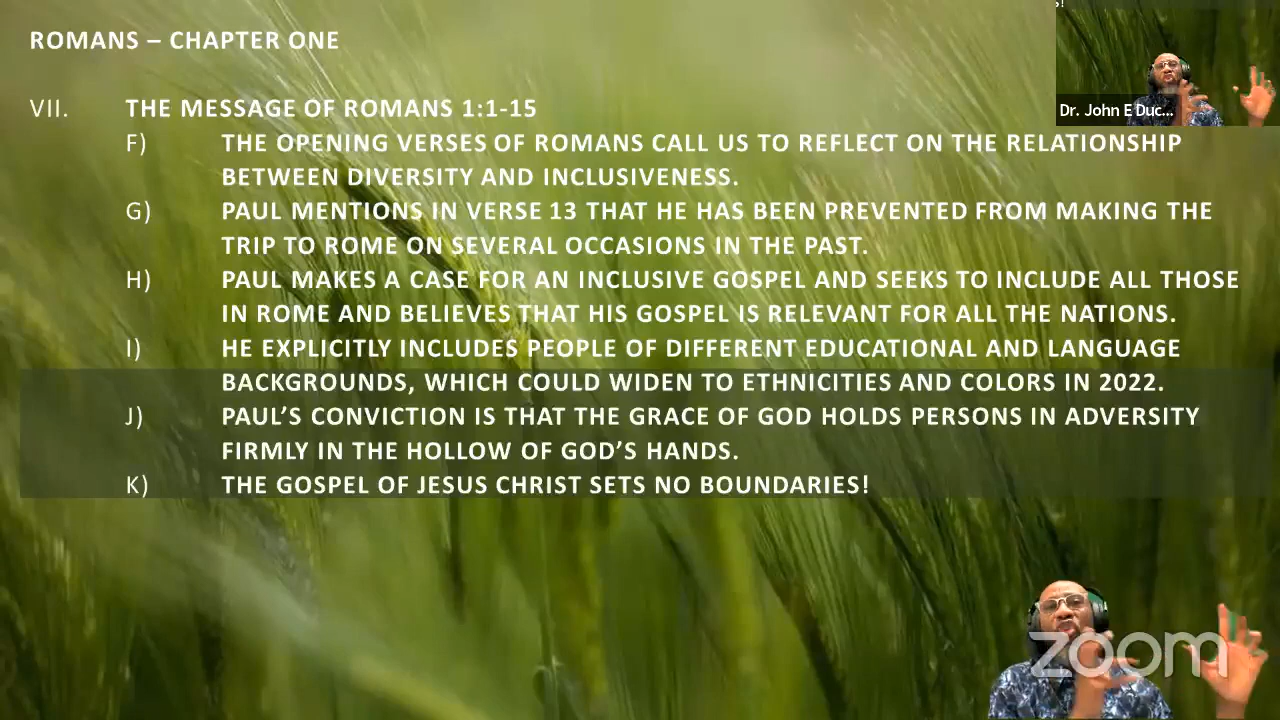 ROMANS – CHAPTER ONE
VII. THE MESSAGE OF ROMANS 1:1-15
F) THE OPENING VERSES OF ROMANS CALL US TO REFLECT ON THE RELATIONSHIP
BETWEEN DIVERSITY AND INCLUSIVENESS.
G) PAUL MENTIONS IN VERSE 13 THAT HE HAS BEEN PREVENTED FROM MAKING THE
TRIP TO ROME ON SEVERAL OCCASIONS IN THE PAST.
H) PAUL MAKES A CASE FOR AN INCLUSIVE GOSPEL AND SEEKS TO INCLUDE ALL THOSE
IN ROME AND BELIEVES THAT HIS GOSPEL IS RELEVANT FOR ALL THE NATIONS.
I) HE EXPLICITLY INCLUDES PEOPLE OF DIFFERENT EDUCATIONAL AND LANGUAGE
BACKGROUNDS, WHICH COULD WIDEN TO ETHNICITIES AND COLORS IN 2022.
J) PAUL'S CONVICTION IS THAT THE GRACE OF GOD HOLDS PERSONS IN ADVERSITY
FIRMLY IN THE HOLLOW OF GOD'S HANDS.
K) THE GOSPEL OF JESUS CHRIST SETS NO BOUNDARIES!
Dr. John E Duc...
zoom